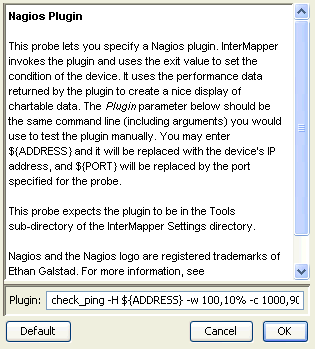 Nagios Plugin
This probe lets you specify a Nagios plugin. InterMapper
invokes the plugin and uses the exit value to set the
condition of the device. It uses the performance data
returned by the plugin to create a nice display of
chartable data. The Plugin parameter below should be
the same command line (including arguments) you would
use to test the plugin manually. You may enter
${ADDRESS} and it will be replaced with the device's IP
address, and ${PORT} will be replaced by the port
specified for the probe.
This probe expects the plugin to be in the Tools
sub-directory of the InterMapper Settings directory.
Nagios and the Nagios logo are registered trademarks of
Ethan Galstad. For more information, see
Plugin: check_ping -H ${ADDRESS} -w 100,10% -c 1000,90
Default Cancel OK